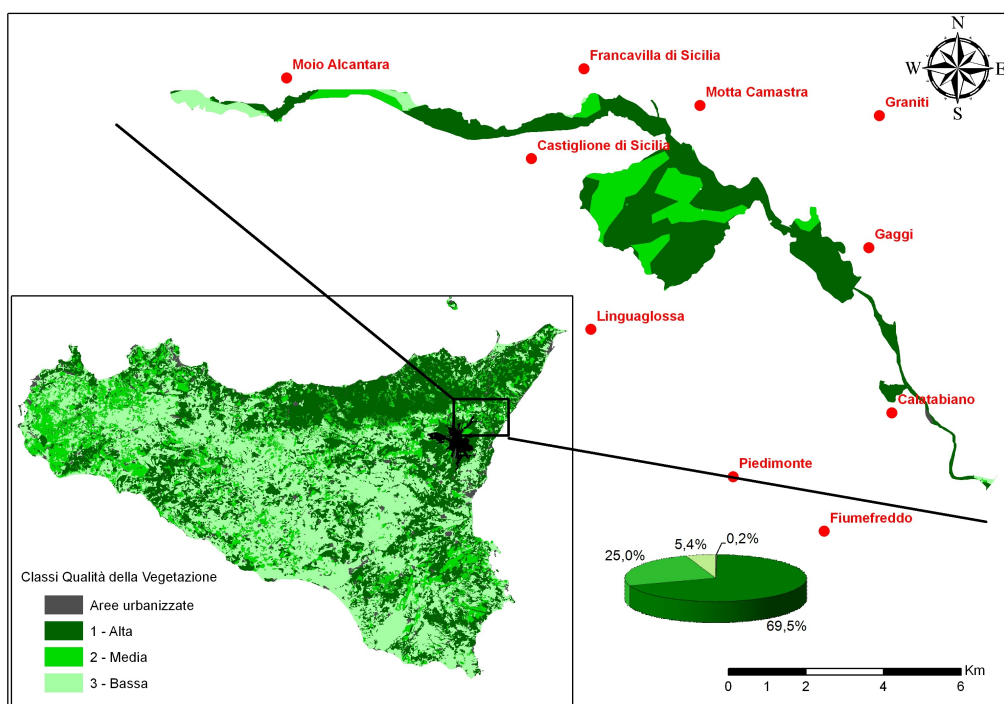 N
W E
S
Moio Alcantara
Francavilla di Sicilia
Motta Camastra
Graniti
Castiglione di Sicilia
Gaggi
Linguaglossa
Calatabiano
Piedimonte
Fiumefreddo
Classi Qualità della Vegetazione
Aree urbanizzate
1 - Alta
2 - Media
3 - Bassa
0,2%
5,4%
25,0%
69,5%
Km
0 1 2 4 6